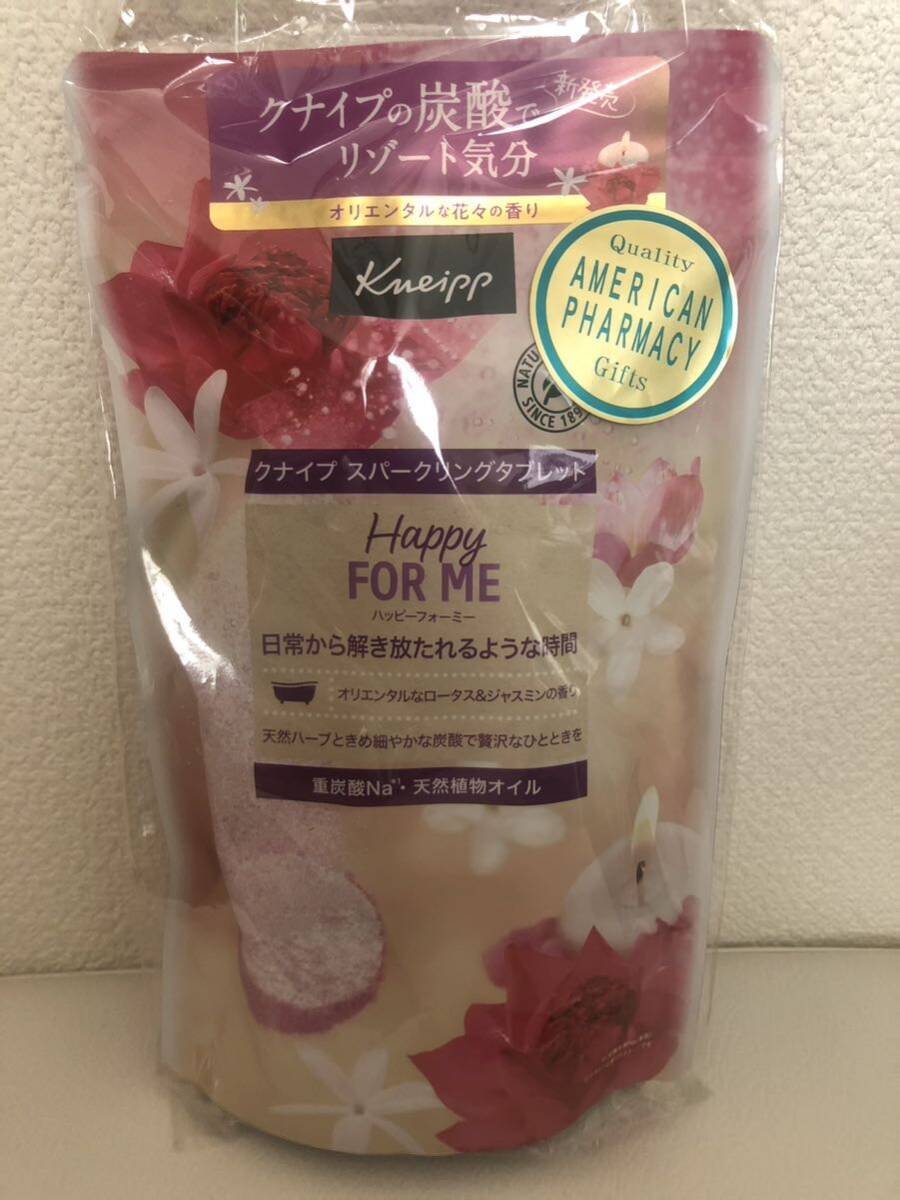 クナイプの炭酸で
新発売
リゾート気分
オリエンタルな花々の香り
Kneipp
Quality
AMERICAN
PHARMACY
Gifts
SINCE 189
クナイプ スパークリングタブレット
Happy
FOR ME
ハッピーフォーミー
日常から解き放たれるような時間
オリエンタルなロータス&ジャスミンの香り
天然ハーブときめ細やかな炭酸で贅沢なひとときを
重炭酸Na*1・天然植物オイル